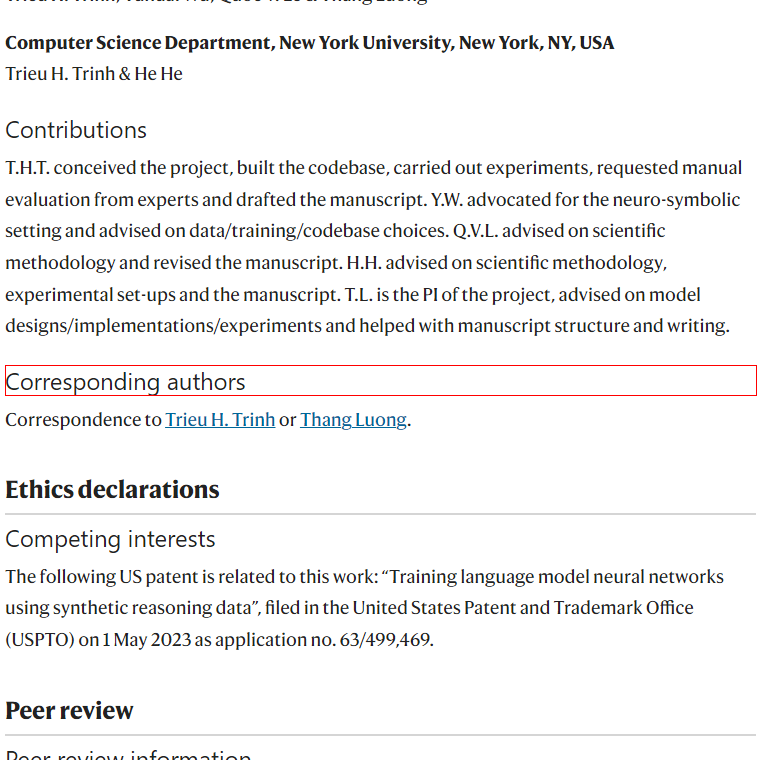 Computer Science Department, New York University, New York, NY, USA
Trieu H. Trinh & He He
Contributions
T.H.T. conceived the project, built the codebase, carried out experiments, requested manual
evaluation from experts and drafted the manuscript. Y.W. advocated for the neuro-symbolic
setting and advised on data/training/codebase choices. Q.V.L. advised on scientific
methodology and revised the manuscript. H.H. advised on scientific methodology,
experimental set-ups and the manuscript. T.L. is the PI of the project, advised on model
designs/implementations/experiments and helped with manuscript structure and writing.
Corresponding authors
Correspondence to Trieu H. Trinh or Thang Luong.
Ethics declarations
Competing interests
The following US patent is related to this work: “Training language model neural networks
using synthetic reasoning data”, filed in the United States Patent and Trademark Office
(USPTO) on 1 May 2023 as application no. 63/499,469.
Peer review
Peer review information